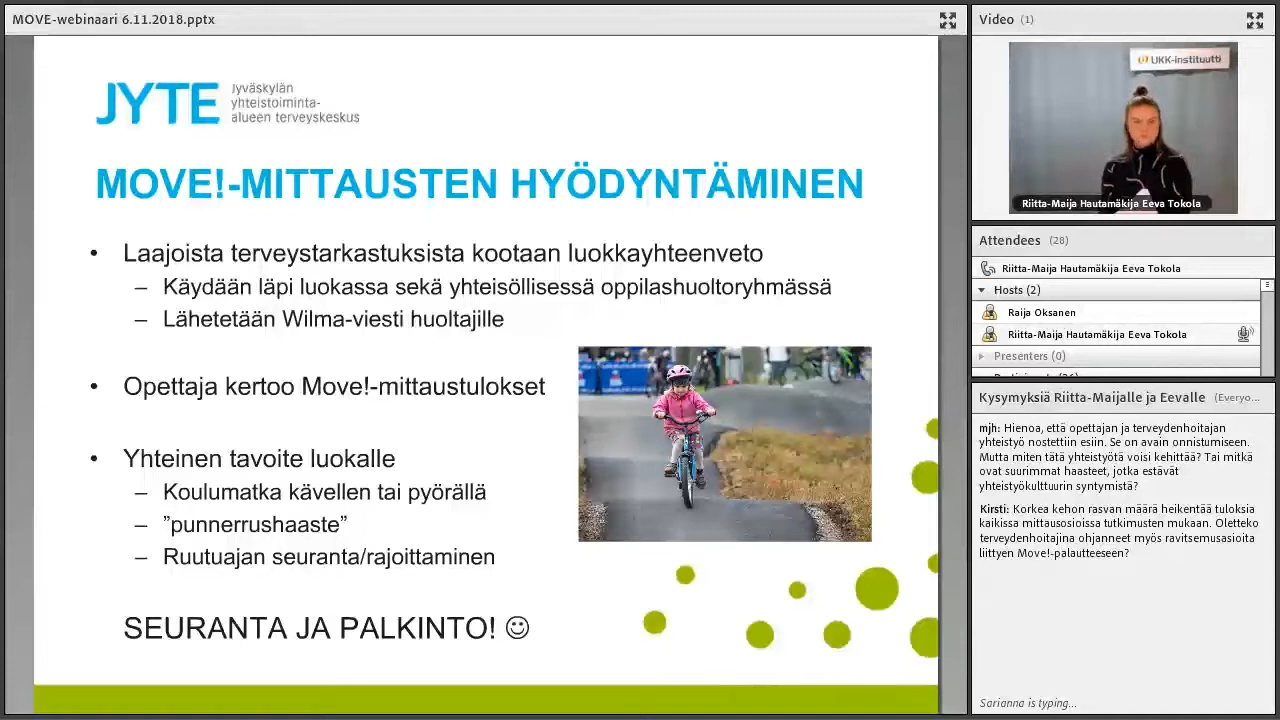 MOVE-webinaari 6.11.2018.pptx
JYTE
Jyväskylän
yhteistoiminta-
alueen terveyskeskus
MOVE!-MITTAUSTEN HYÖDYNTÄMINEN
• Laajoista terveystarkastuksista kootaan luokkayhteenveto
– Käydään läpi luokassa sekä yhteisöllisessä oppilashuoltoryhmässä
– Lähetetään Wilma-viesti huoltajille
• Opettaja kertoo Move!-mittaustulokset
• Yhteinen tavoite luokalle
– Koulumatka kävellen tai pyörällä
– ”punnerrushaaste”
– Ruutuajan seuranta/rajoittaminen
SEURANTA JA PALKINTO! ☺
Video (1)
UKK-instituutti
Riitta-Maija Hautamäkija Eeva Tokola
Attendees (28)
Riitta-Maija Hautamäkija Eeva Tokola
Hosts (2)
Raija Oksanen
Riitta-Maija Hautamäkija Eeva Tokola
Presenters (0)
Kysymyksiä Riitta-Maijalle ja Eevalle (Everyo...
mjh: Hienoa, että opettajan ja terveydenhoitajan
yhteistyö nostettiin esiin. Se on avain onnistumiseen.
Mutta miten tätä yhteistyötä voisi kehittää? Tai mitkä
ovat suurimmat haasteet, jotka estävät
yhteistyökulttuurin syntymistä?
Kirsti: Korkea kehon rasvan määrä heikentää tuloksia
kaikissa mittausosioissa tutkimusten mukaan. Oletteko
terveydenhoitajina ohjanneet myös ravitsemusasioita
liittyen Move!-palautteeseen?
Sarianna is typing...